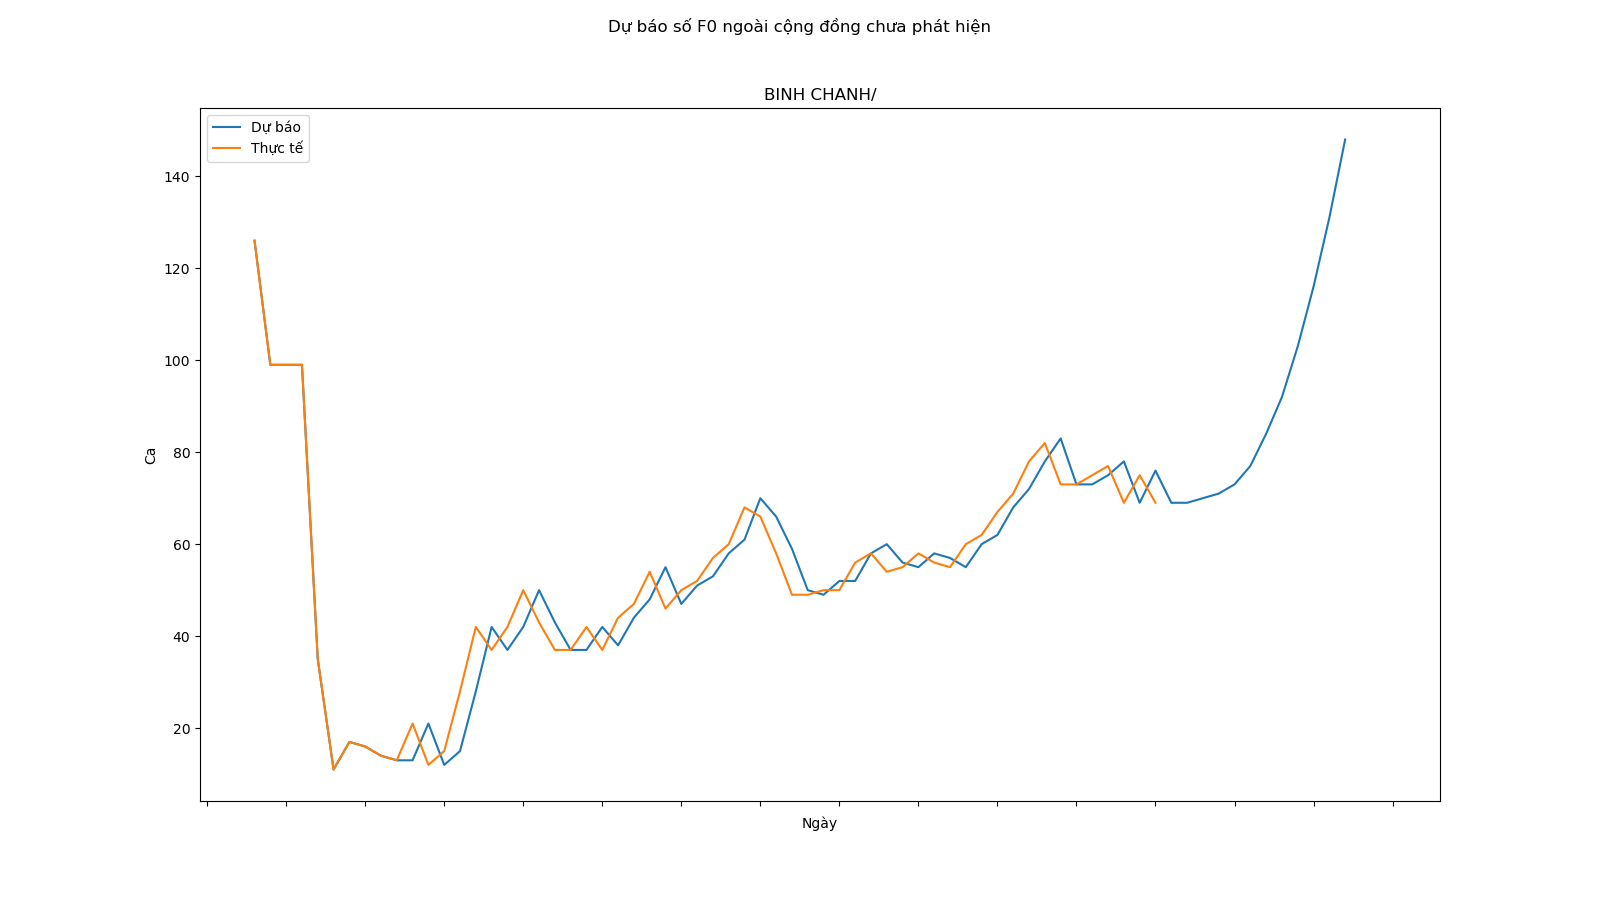 Dự báo số F0 ngoài cộng đồng chưa phát hiện
BINH CHANH/
Dự báo
Thực tế
140
120
100
80
60
40
20
Ca
Ngày